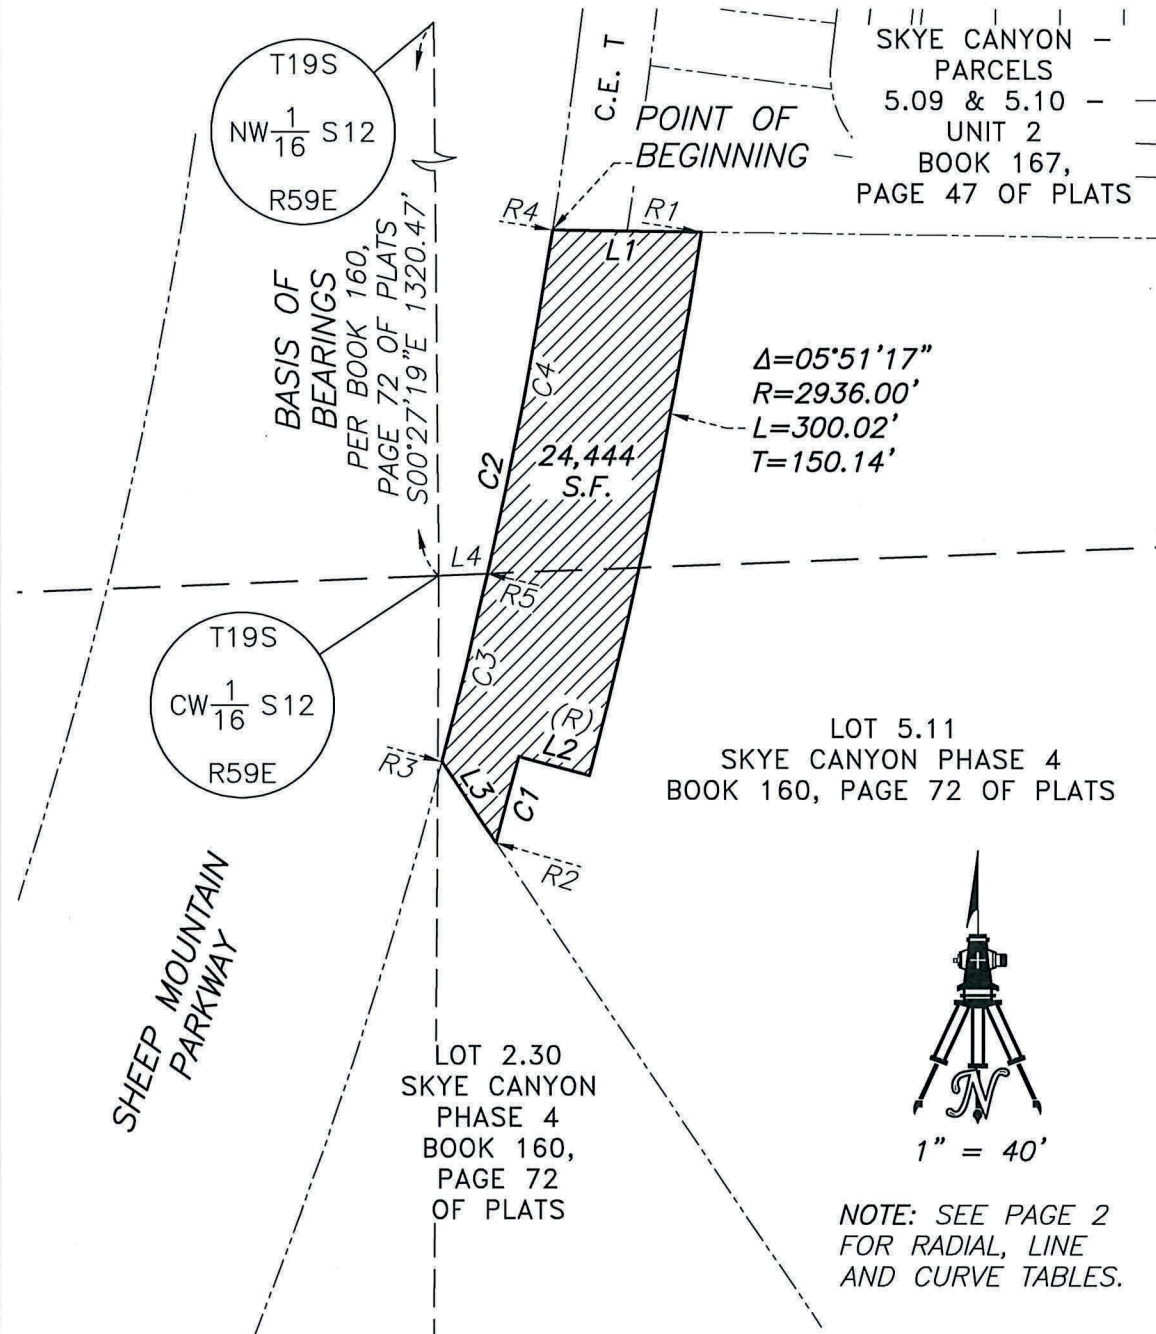 T19S
NW 1/16 S12
R59E
C.E. T
SKYE CANYON -
PARCELS
5.09 & 5.10 -
UNIT 2
BOOK 167,
PAGE 47 OF PLATS
POINT OF
BEGINNING
R4
R1
L1
BASIS OF
BEARINGS
PER BOOK 160,
PAGE 72 OF PLATS
S00°27'19"E 1320.47'
C4
Δ=05°51'17"
R=2936.00'
L=300.02'
T=150.14'
C2
24,444
S.F.
L4
R5
T19S
CW 1/16 S12
R59E
C3
(R)
L2
R3
L3
C1
R2
LOT 5.11
SKYE CANYON PHASE 4
BOOK 160, PAGE 72 OF PLATS
SHEEP MOUNTAIN
PARKWAY
LOT 2.30
SKYE CANYON
PHASE 4
BOOK 160,
PAGE 72
OF PLATS
N
1" = 40'
NOTE: SEE PAGE 2
FOR RADIAL, LINE
AND CURVE TABLES.